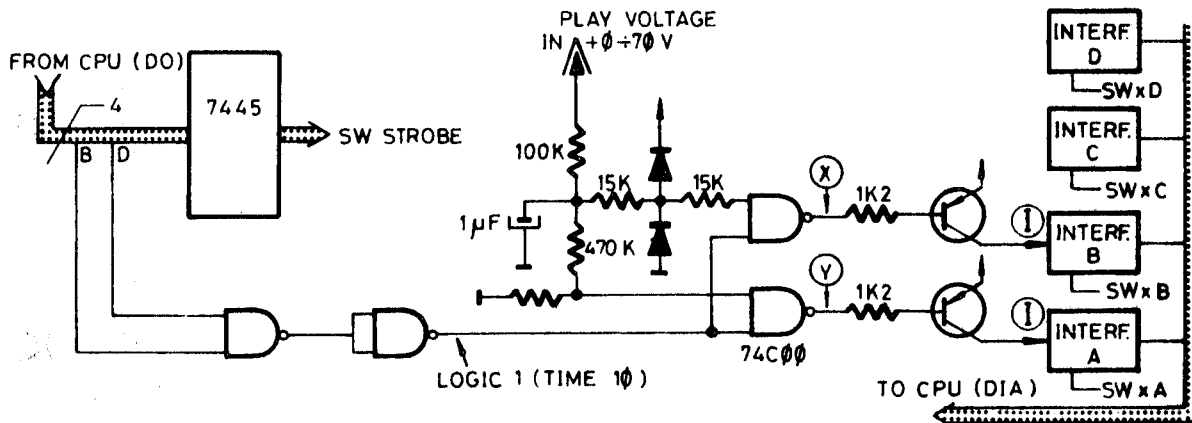 PLAY VOLTAGE
IN +0÷70 V
FROM CPU (DO)
4
7445
B D
SW STROBE
100K
15K
15K
1µF
470 K
X
1K2
Y
1K2
74C00
LOGIC 1 (TIME 10)
INTERF.
D
SWxD
INTERF.
C
SWxC
I
INTERF.
B
SWxB
I
INTERF.
A
SWxA
TO CPU (DIA)